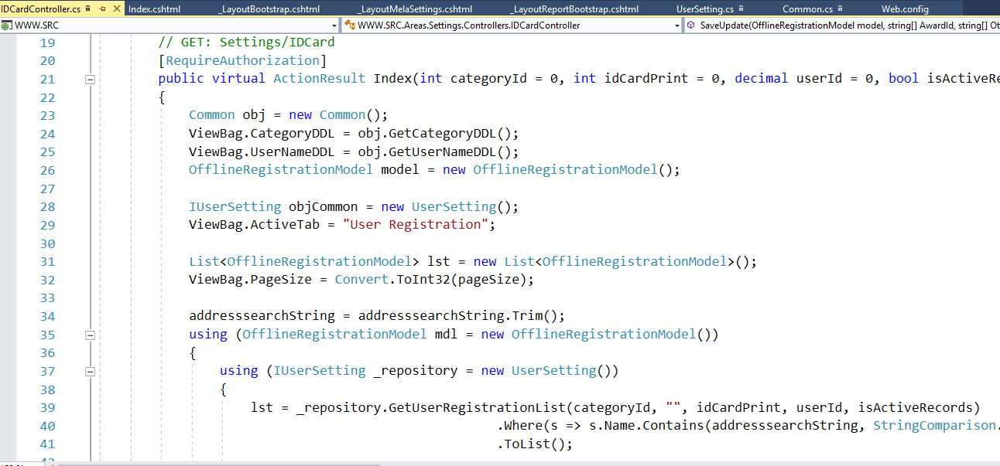 IDCardController.cs Index.cshtml _LayoutBootstrap.cshtml _LayoutMelaSettings.cshtml _LayoutReportBootstrap.cshtml UserSetting.cs Common.cs Web.config
WWW.SRC WWW.SRC.Areas.Settings.Controllers.IDCardController SaveUpdate(OfflineRegistrationModel model, string[] AwardId, string[] Ot
19 // GET: Settings/IDCard
20 [RequireAuthorization]
21 public virtual ActionResult Index(int categoryId = 0, int idCardPrint = 0, decimal userId = 0, bool isActiveRe
22 {
23 Common obj = new Common();
24 ViewBag.CategoryDDL = obj.GetCategoryDDL();
25 ViewBag.UserNameDDL = obj.GetUserNameDDL();
26 OfflineRegistrationModel model = new OfflineRegistrationModel();
27
28 IUserSetting objCommon = new UserSetting();
29 ViewBag.ActiveTab = "User Registration";
30
31 List<OfflineRegistrationModel> lst = new List<OfflineRegistrationModel>();
32 ViewBag.PageSize = Convert.ToInt32(pageSize);
33
34 addresssearchString = addresssearchString.Trim();
35 using (OfflineRegistrationModel mdl = new OfflineRegistrationModel())
36 {
37 using (IUserSetting _repository = new UserSetting())
38 {
39 lst = _repository.GetUserRegistrationList(categoryId, "", idCardPrint, userId, isActiveRecords)
40 .Where(s => s.Name.Contains(addresssearchString, StringComparison.
41 .ToList();